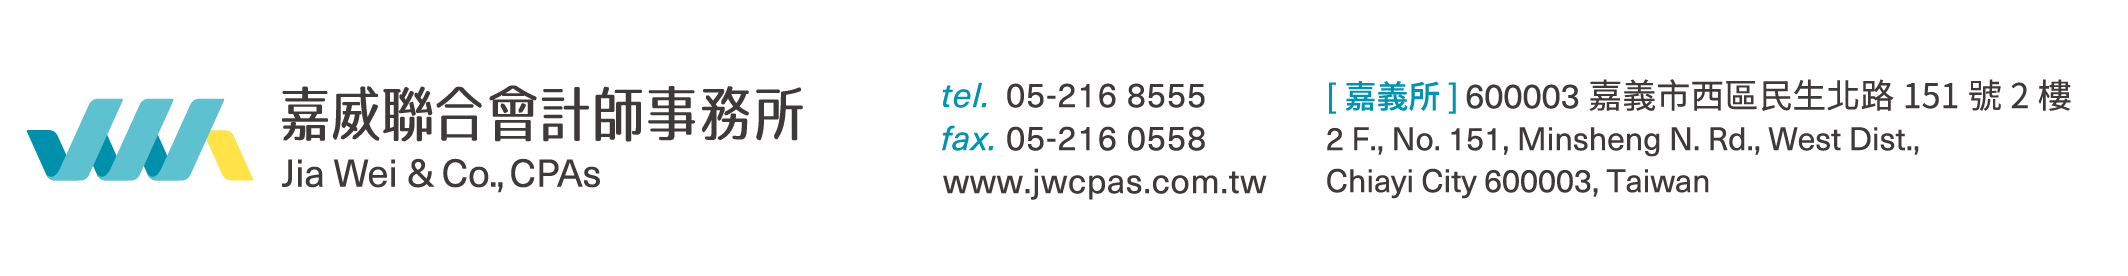 嘉威聯合會計師事務所
Jia Wei & Co., CPAs
tel. 05-216 8555
fax. 05-216 0558
www.jwcpas.com.tw
[ 嘉義所 ] 600003 嘉義市西區民生北路 151 號 2 樓
2 F., No. 151, Minsheng N. Rd., West Dist.,
Chiayi City 600003, Taiwan